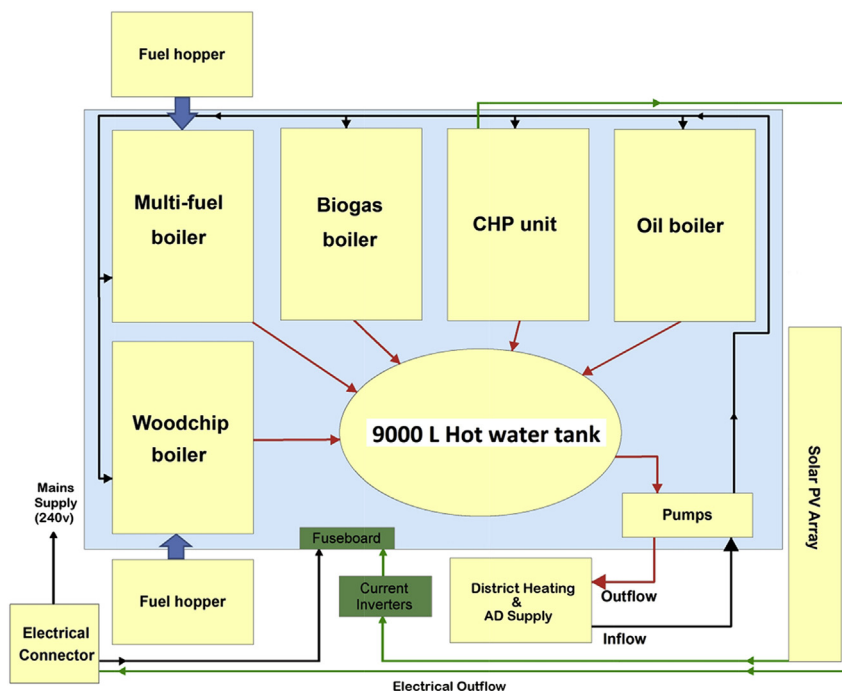 Fuel hopper
Multi-fuel
boiler
Biogas
boiler
CHP unit
Oil boiler
Woodchip
boiler
9000 L Hot water tank
Solar PV Array
Mains
Supply
(240v)
Pumps
Fuseboard
Fuel hopper
Current
Inverters
District Heating
&
AD Supply
Outflow
Inflow
Electrical
Connector
Electrical Outflow